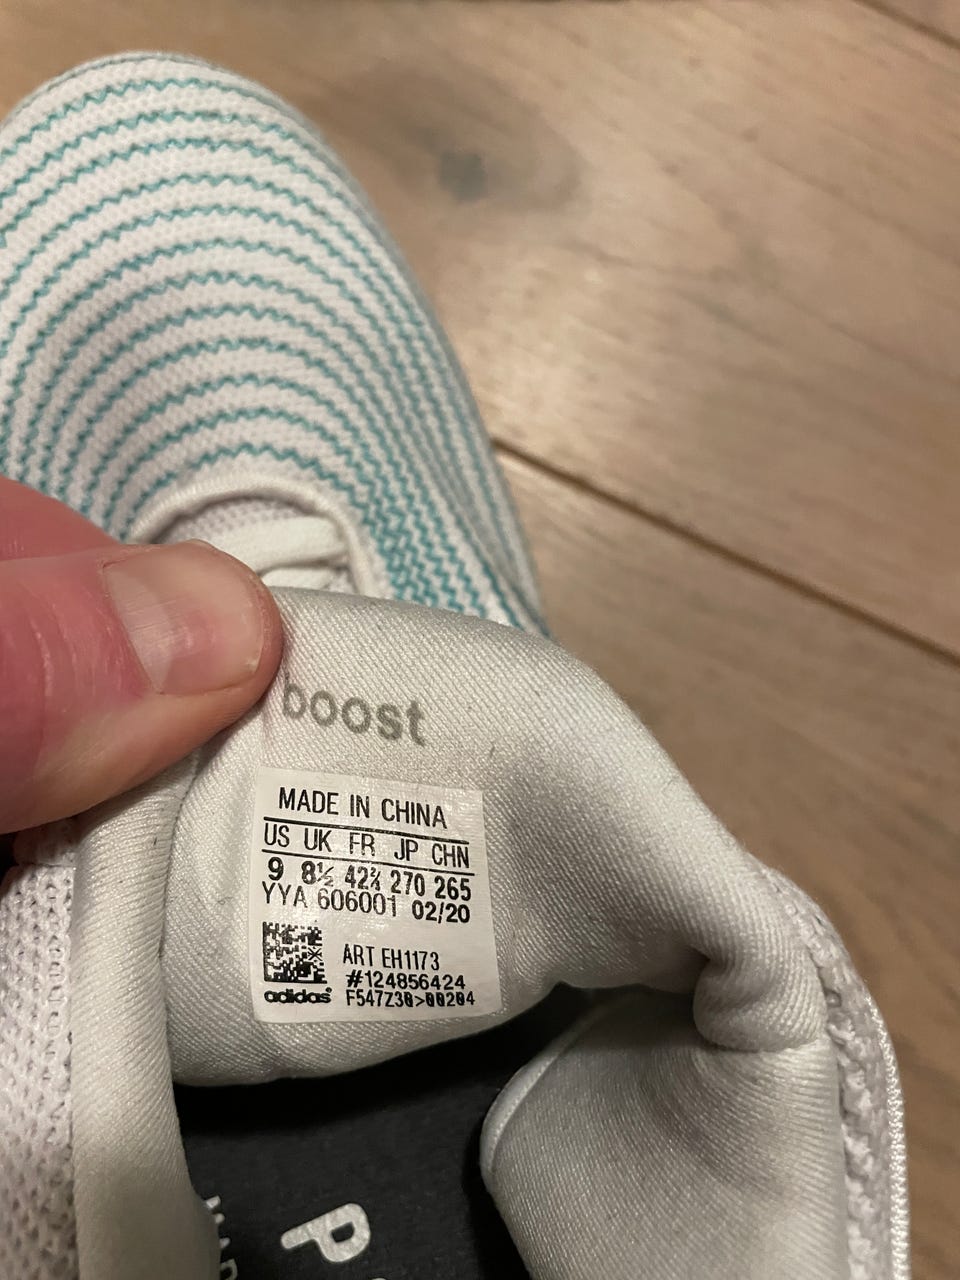 boost
MADE IN CHINA
US UK FR JP CHN
9 8½ 42⅔ 270 265
YYA 606001 02/20
ART EH1173
#124856424
adidas F547Z30>00204
P